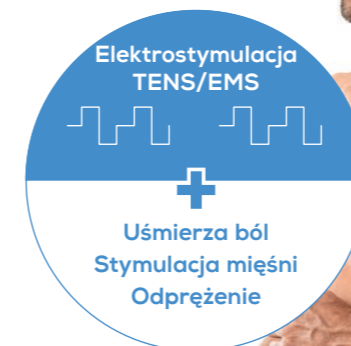 Elektrostymulacja
TENS/EMS
Uśmierza ból
Stymulacja mięśni
Odprężenie